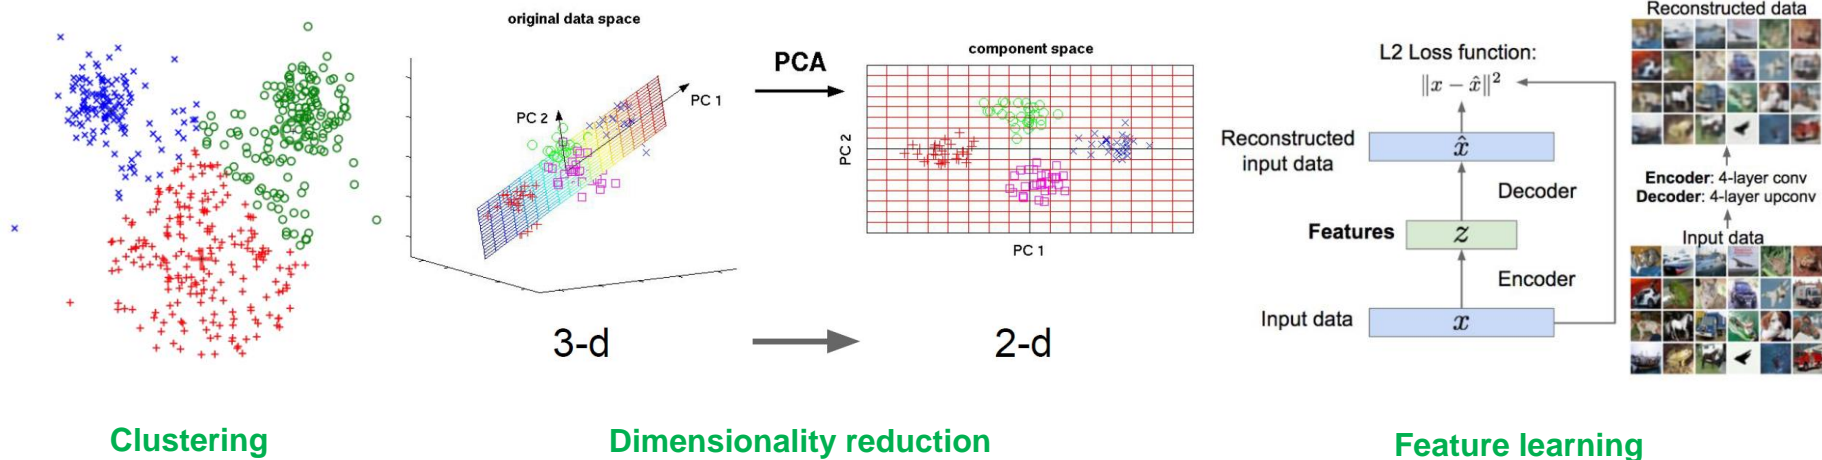 original data space
PC 2
PC 1
PCA
component space
PC 2
PC 1
3-d
2-d
L2 Loss function:
‖x − x̂‖²
Reconstructed
input data
x̂
Decoder
Features
z
Encoder
Input data
x
Reconstructed data
Encoder: 4-layer conv
Decoder: 4-layer upconv
Input data
Clustering
Dimensionality reduction
Feature learning